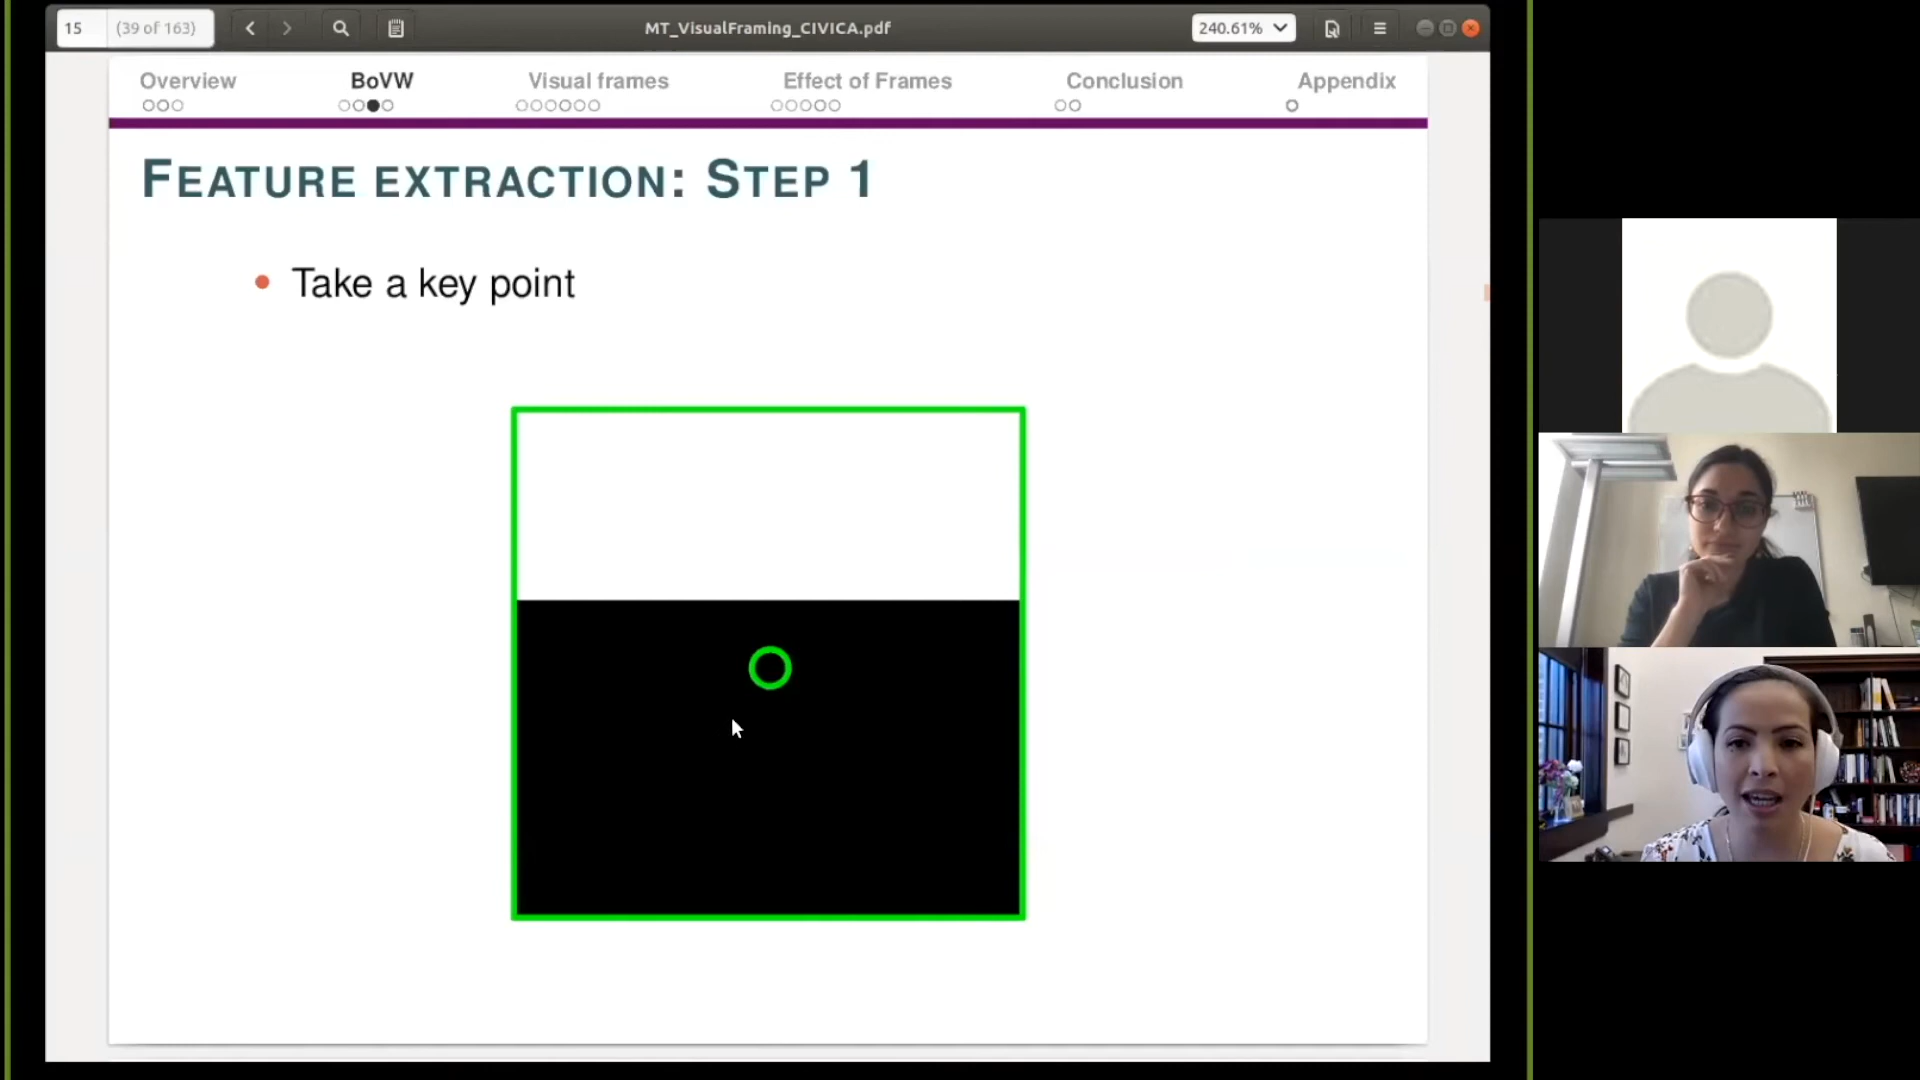 15 (39 of 163) MT_VisualFraming_CIVICA.pdf 240.61%
Overview BoVW Visual frames Effect of Frames Conclusion Appendix
FEATURE EXTRACTION: STEP 1
• Take a key point